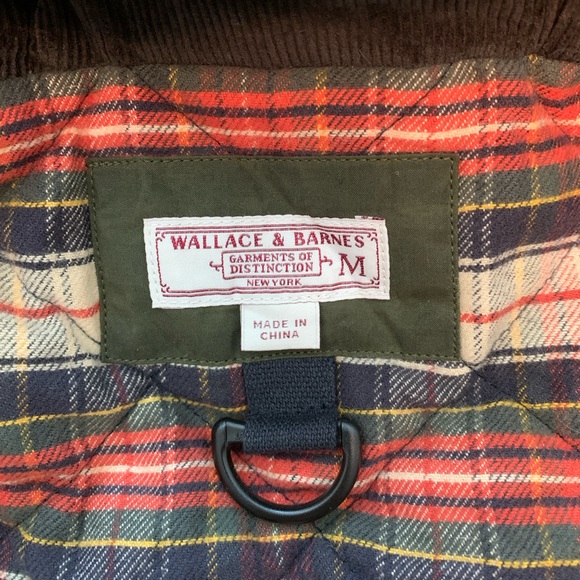 WALLACE & BARNES
GARMENTS OF
DISTINCTION
M
NEW YORK
MADE IN
CHINA